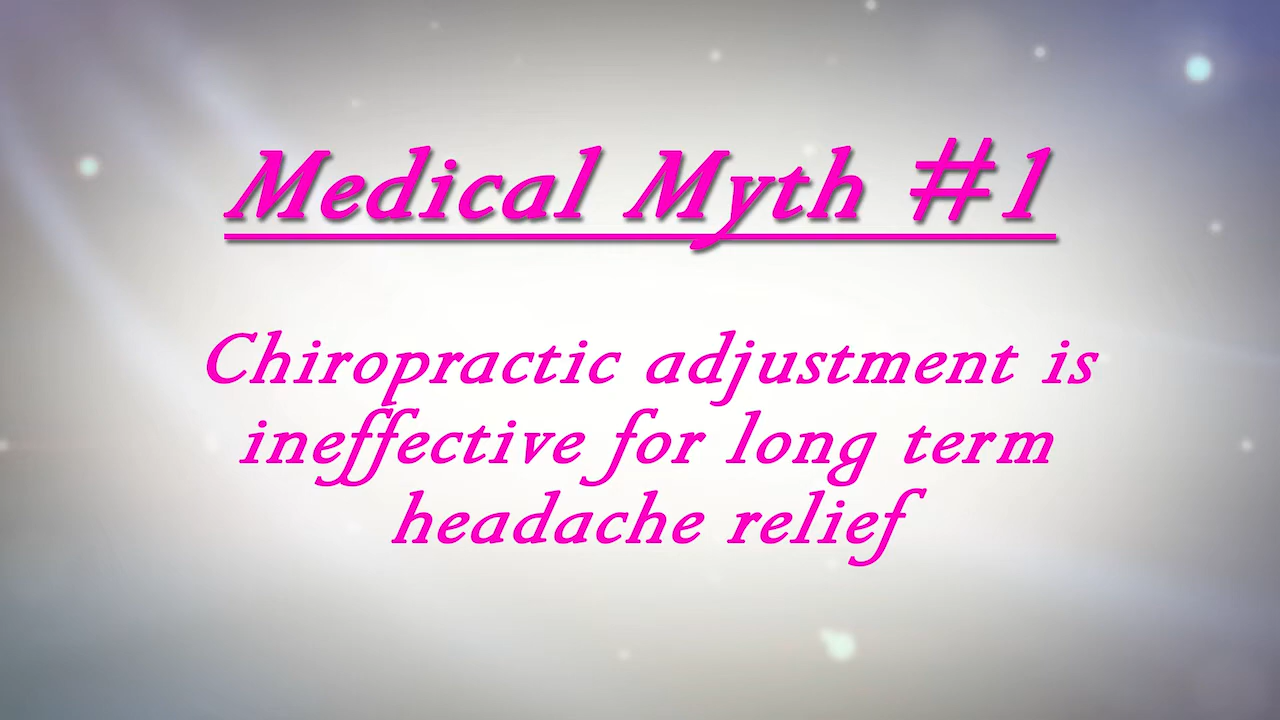 Medical Myth #1
Chiropractic adjustment is
ineffective for long term
headache relief